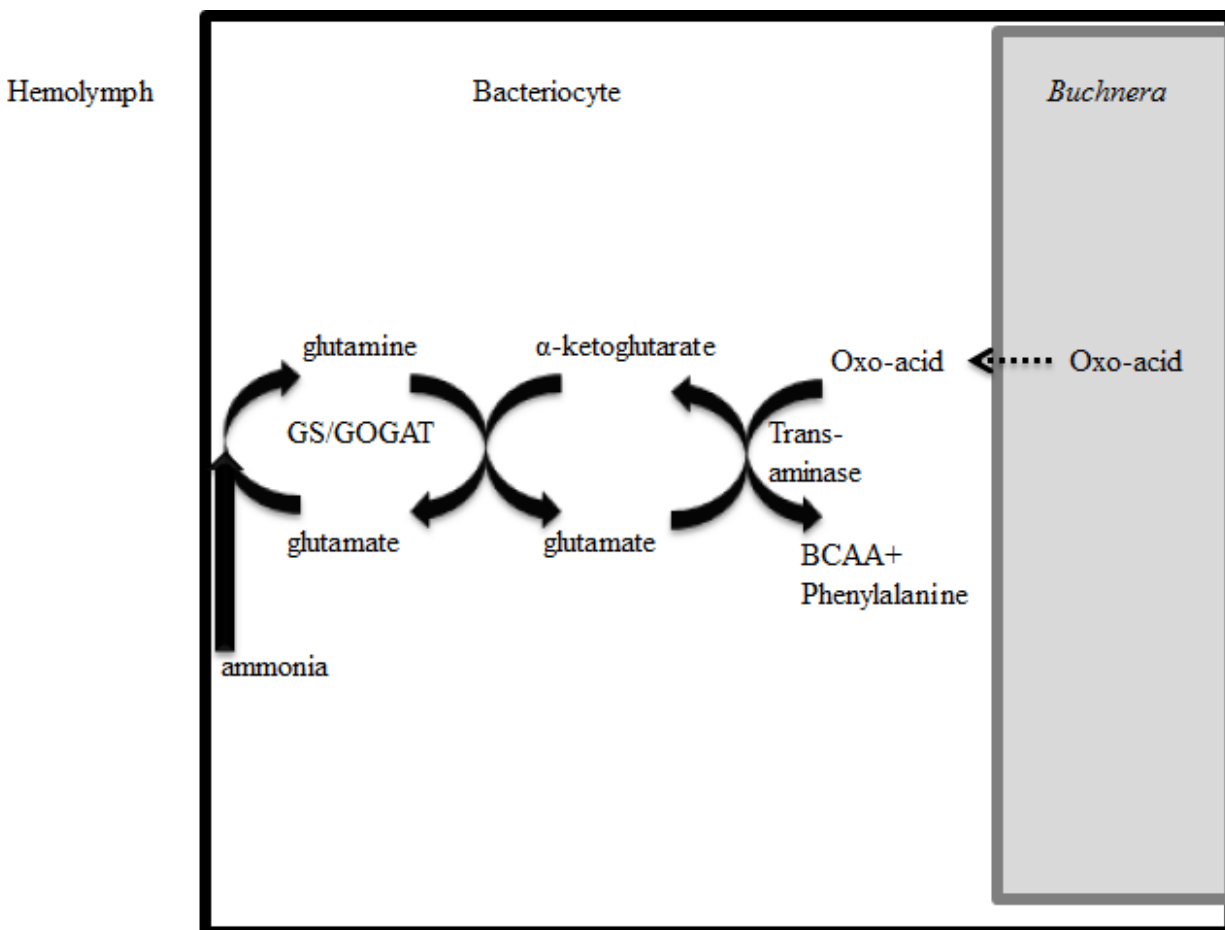 Hemolymph
Bacteriocyte
Buchnera
glutamine
α-ketoglutarate
Oxo-acid
Oxo-acid
GS/GOGAT
Trans-
aminase
glutamate
glutamate
BCAA+
Phenylalanine
ammonia